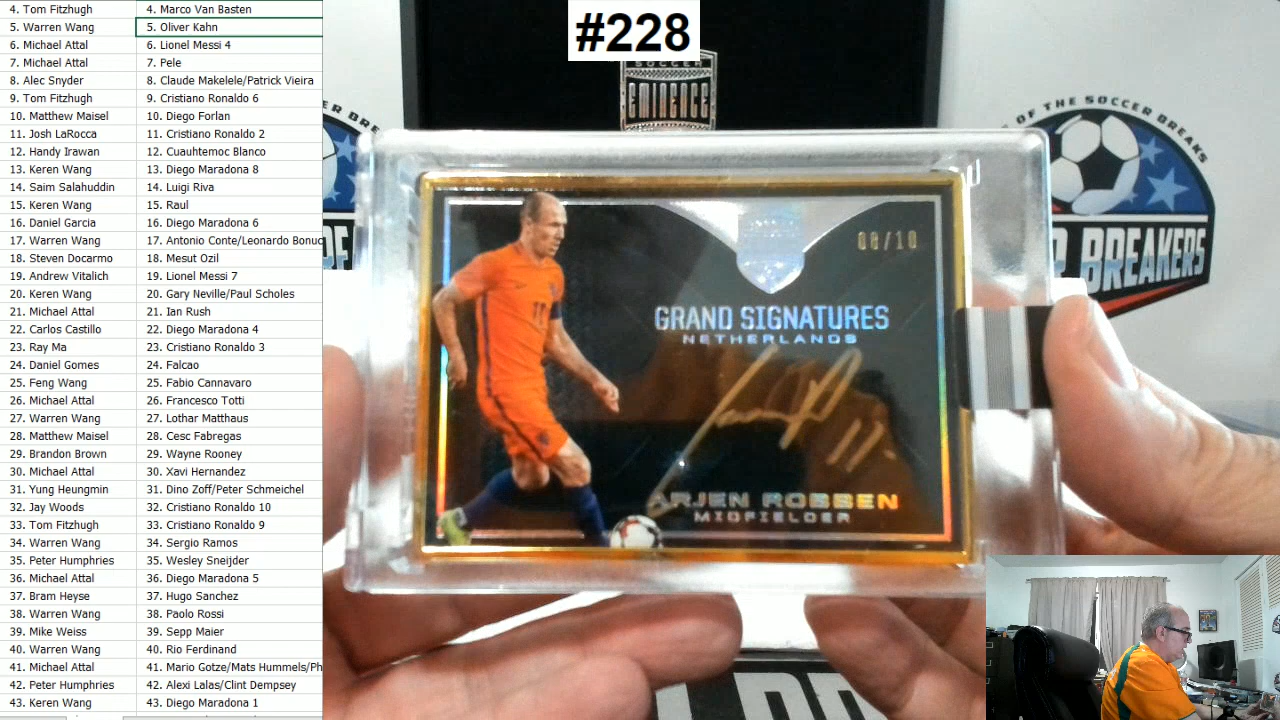 #228
4. Tom Fitzhugh 4. Marco Van Basten
5. Warren Wang 5. Oliver Kahn
6. Michael Attal 6. Lionel Messi 4
7. Michael Attal 7. Pele
8. Alec Snyder 8. Claude Makelele/Patrick Vieira
9. Tom Fitzhugh 9. Cristiano Ronaldo 6
10. Matthew Maisel 10. Diego Forlan
11. Josh LaRocca 11. Cristiano Ronaldo 2
12. Handy Irawan 12. Cuauhtemoc Blanco
13. Keren Wang 13. Diego Maradona 8
14. Saim Salahuddin 14. Luigi Riva
15. Keren Wang 15. Raul
16. Daniel Garcia 16. Diego Maradona 6
17. Warren Wang 17. Antonio Conte/Leonardo Bonuc
18. Steven Docarmo 18. Mesut Ozil
19. Andrew Vitalich 19. Lionel Messi 7
20. Keren Wang 20. Gary Neville/Paul Scholes
21. Michael Attal 21. Ian Rush
22. Carlos Castillo 22. Diego Maradona 4
23. Ray Ma 23. Cristiano Ronaldo 3
24. Daniel Gomes 24. Falcao
25. Feng Wang 25. Fabio Cannavaro
26. Michael Attal 26. Francesco Totti
27. Warren Wang 27. Lothar Matthaus
28. Matthew Maisel 28. Cesc Fabregas
29. Brandon Brown 29. Wayne Rooney
30. Michael Attal 30. Xavi Hernandez
31. Yung Heungmin 31. Dino Zoff/Peter Schmeichel
32. Jay Woods 32. Cristiano Ronaldo 10
33. Tom Fitzhugh 33. Cristiano Ronaldo 9
34. Warren Wang 34. Sergio Ramos
35. Peter Humphries 35. Wesley Sneijder
36. Michael Attal 36. Diego Maradona 5
37. Bram Heyse 37. Hugo Sanchez
38. Warren Wang 38. Paolo Rossi
39. Mike Weiss 39. Sepp Maier
40. Warren Wang 40. Rio Ferdinand
41. Michael Attal 41. Mario Gotze/Mats Hummels/Ph
42. Peter Humphries 42. Alexi Lalas/Clint Dempsey
43. Keren Wang 43. Diego Maradona 1
SOCCER
EMINENCE
OF THE SOCCER BREAKS
BREAKERS
GRAND SIGNATURES
NETHERLANDS
11
ARJEN ROBBEN
MIDFIELDER